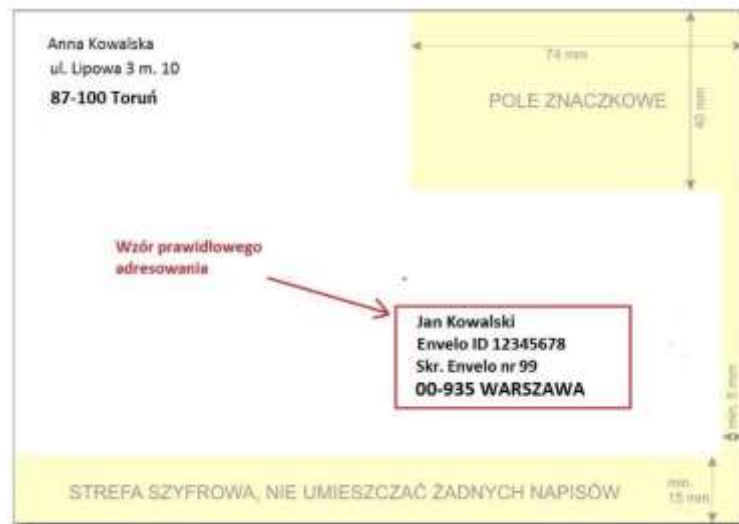 Anna Kowalska
ul. Lipowa 3 m. 10
87-100 Toruń
74 mm
POLE ZNACZKOWE
40 mm
Wzór prawidłowego
adresowania
Jan Kowalski
Envelo ID 12345678
Skr. Envelo nr 99
00-935 WARSZAWA
min. 5 mm
STREFA SZYFROWA, NIE UMIESZCZAĆ ŻADNYCH NAPISÓW
min.
15 mm